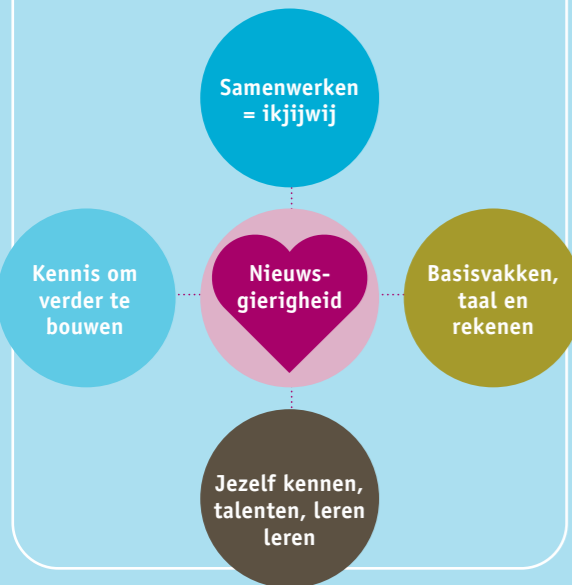 Samenwerken
= ikjijwij
Kennis om
verder te
bouwen
Nieuws-
gierigheid
Basisvakken,
taal en
rekenen
Jezelf kennen,
talenten, leren
leren